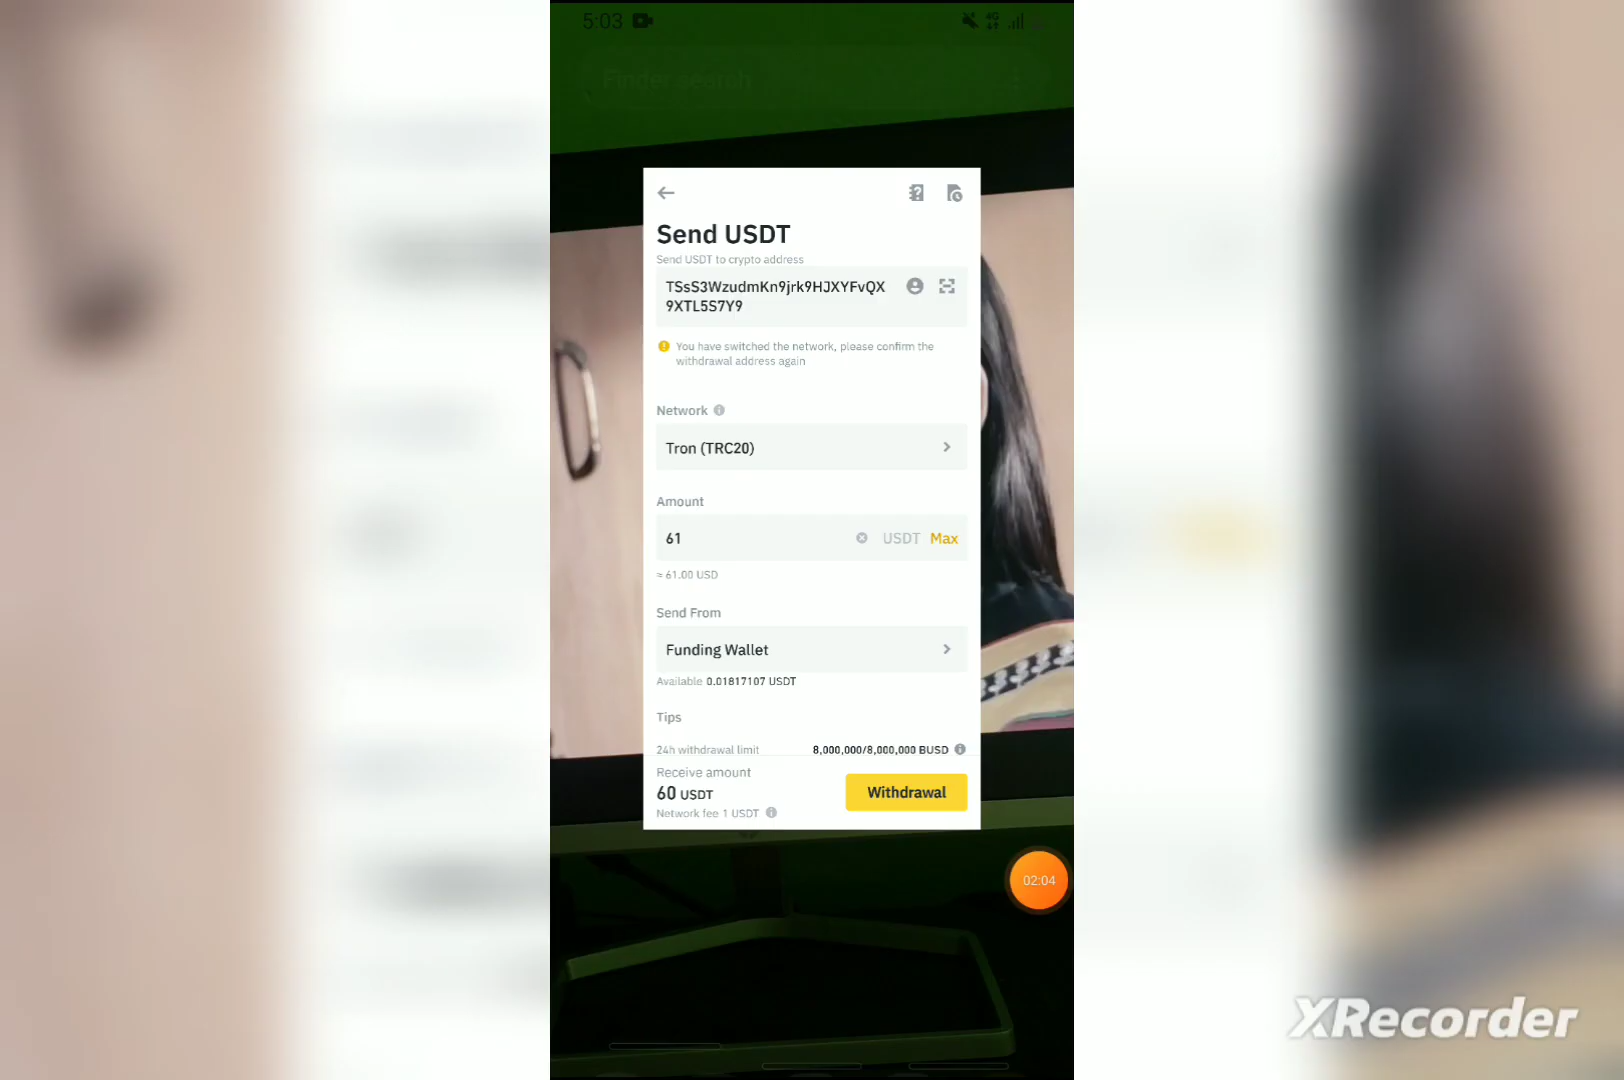 5:03
4G
Finder search
Send USDT
Send USDT to crypto address
TSsS3WzudmKn9jrk9HJXYFvQX
9XTL5S7Y9
You have switched the network, please confirm the
withdrawal address again
Network
Tron (TRC20)
Amount
61 USDT Max
≈ 61.00 USD
Send From
Funding Wallet
Available 0.01817107 USDT
Tips
24h withdrawal limit 8,000,000/8,000,000 BUSD
Receive amount
60 USDT
Withdrawal
Network fee 1 USDT
02:04
XRecorder